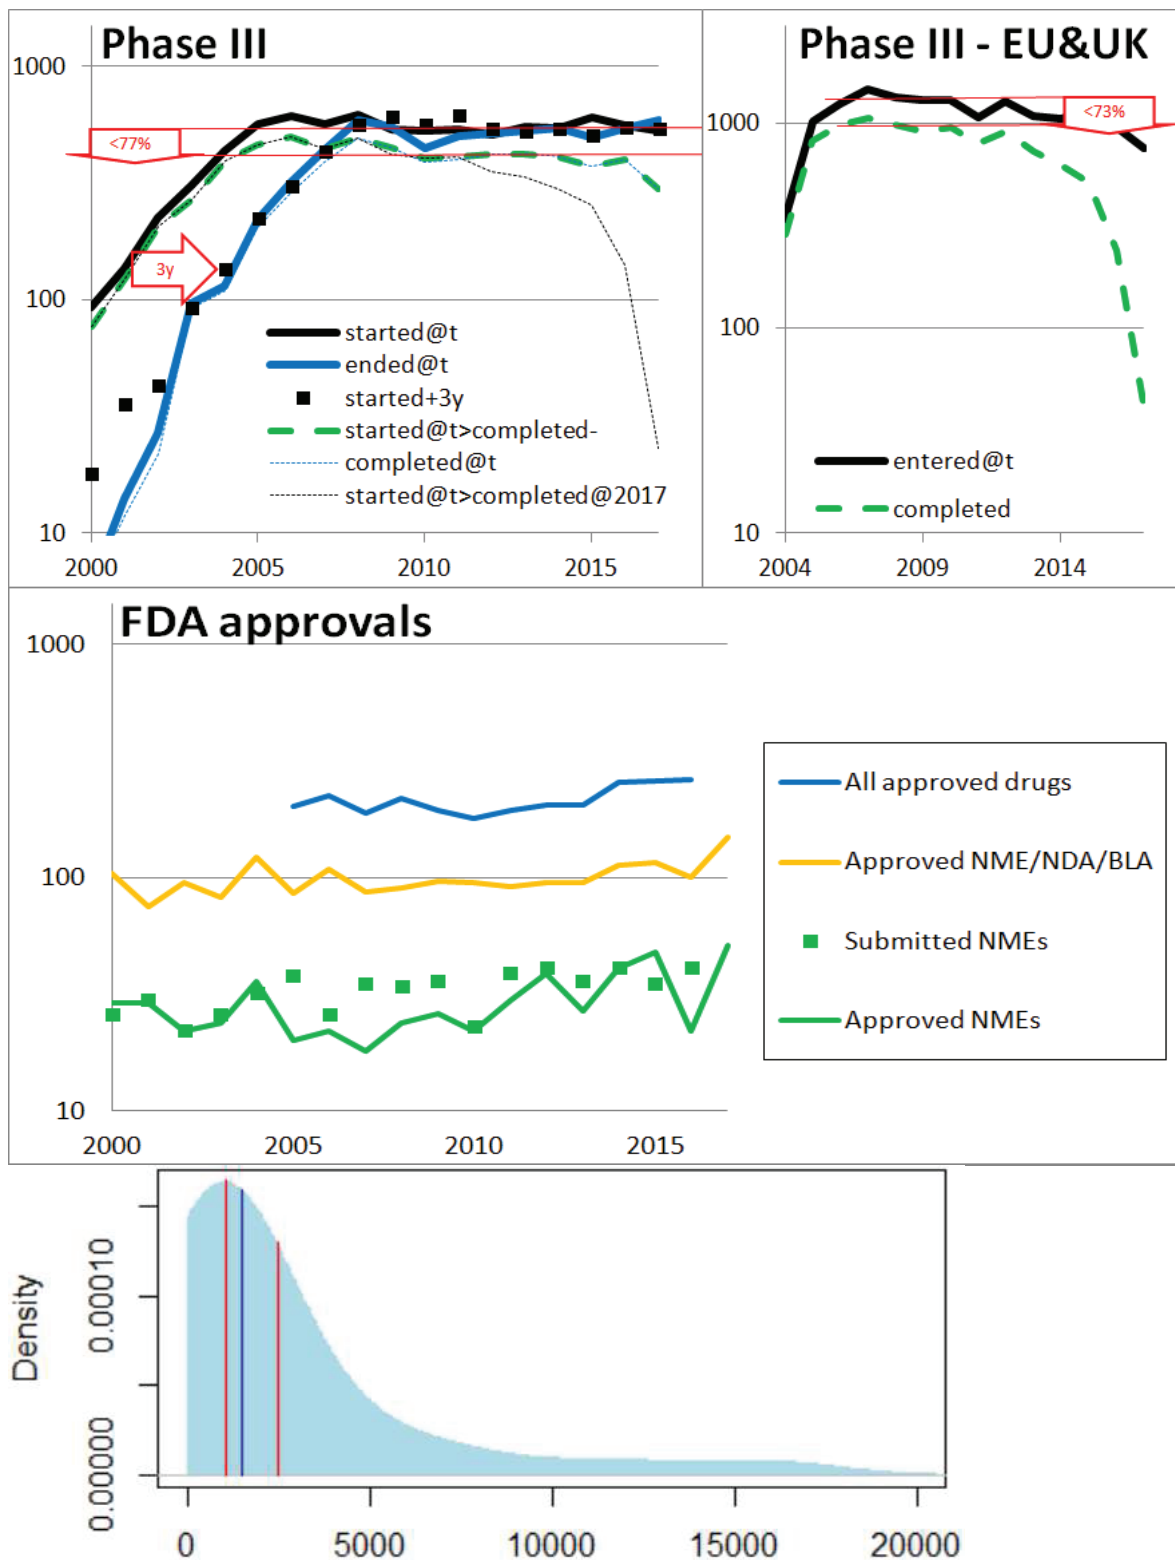 Phase III
1000
100
10
<77%
3y
started@t
ended@t
started+3y
started@t>completed-
completed@t
started@t>completed@2017
2000 2005 2010 2015
Phase III - EU&UK
1000
100
10
<73%
entered@t
completed
2004 2009 2014
FDA approvals
1000
100
10
2000 2005 2010 2015
All approved drugs
Approved NME/NDA/BLA
Submitted NMEs
Approved NMEs
Density
0.00010
0.00000
0 5000 10000 15000 20000